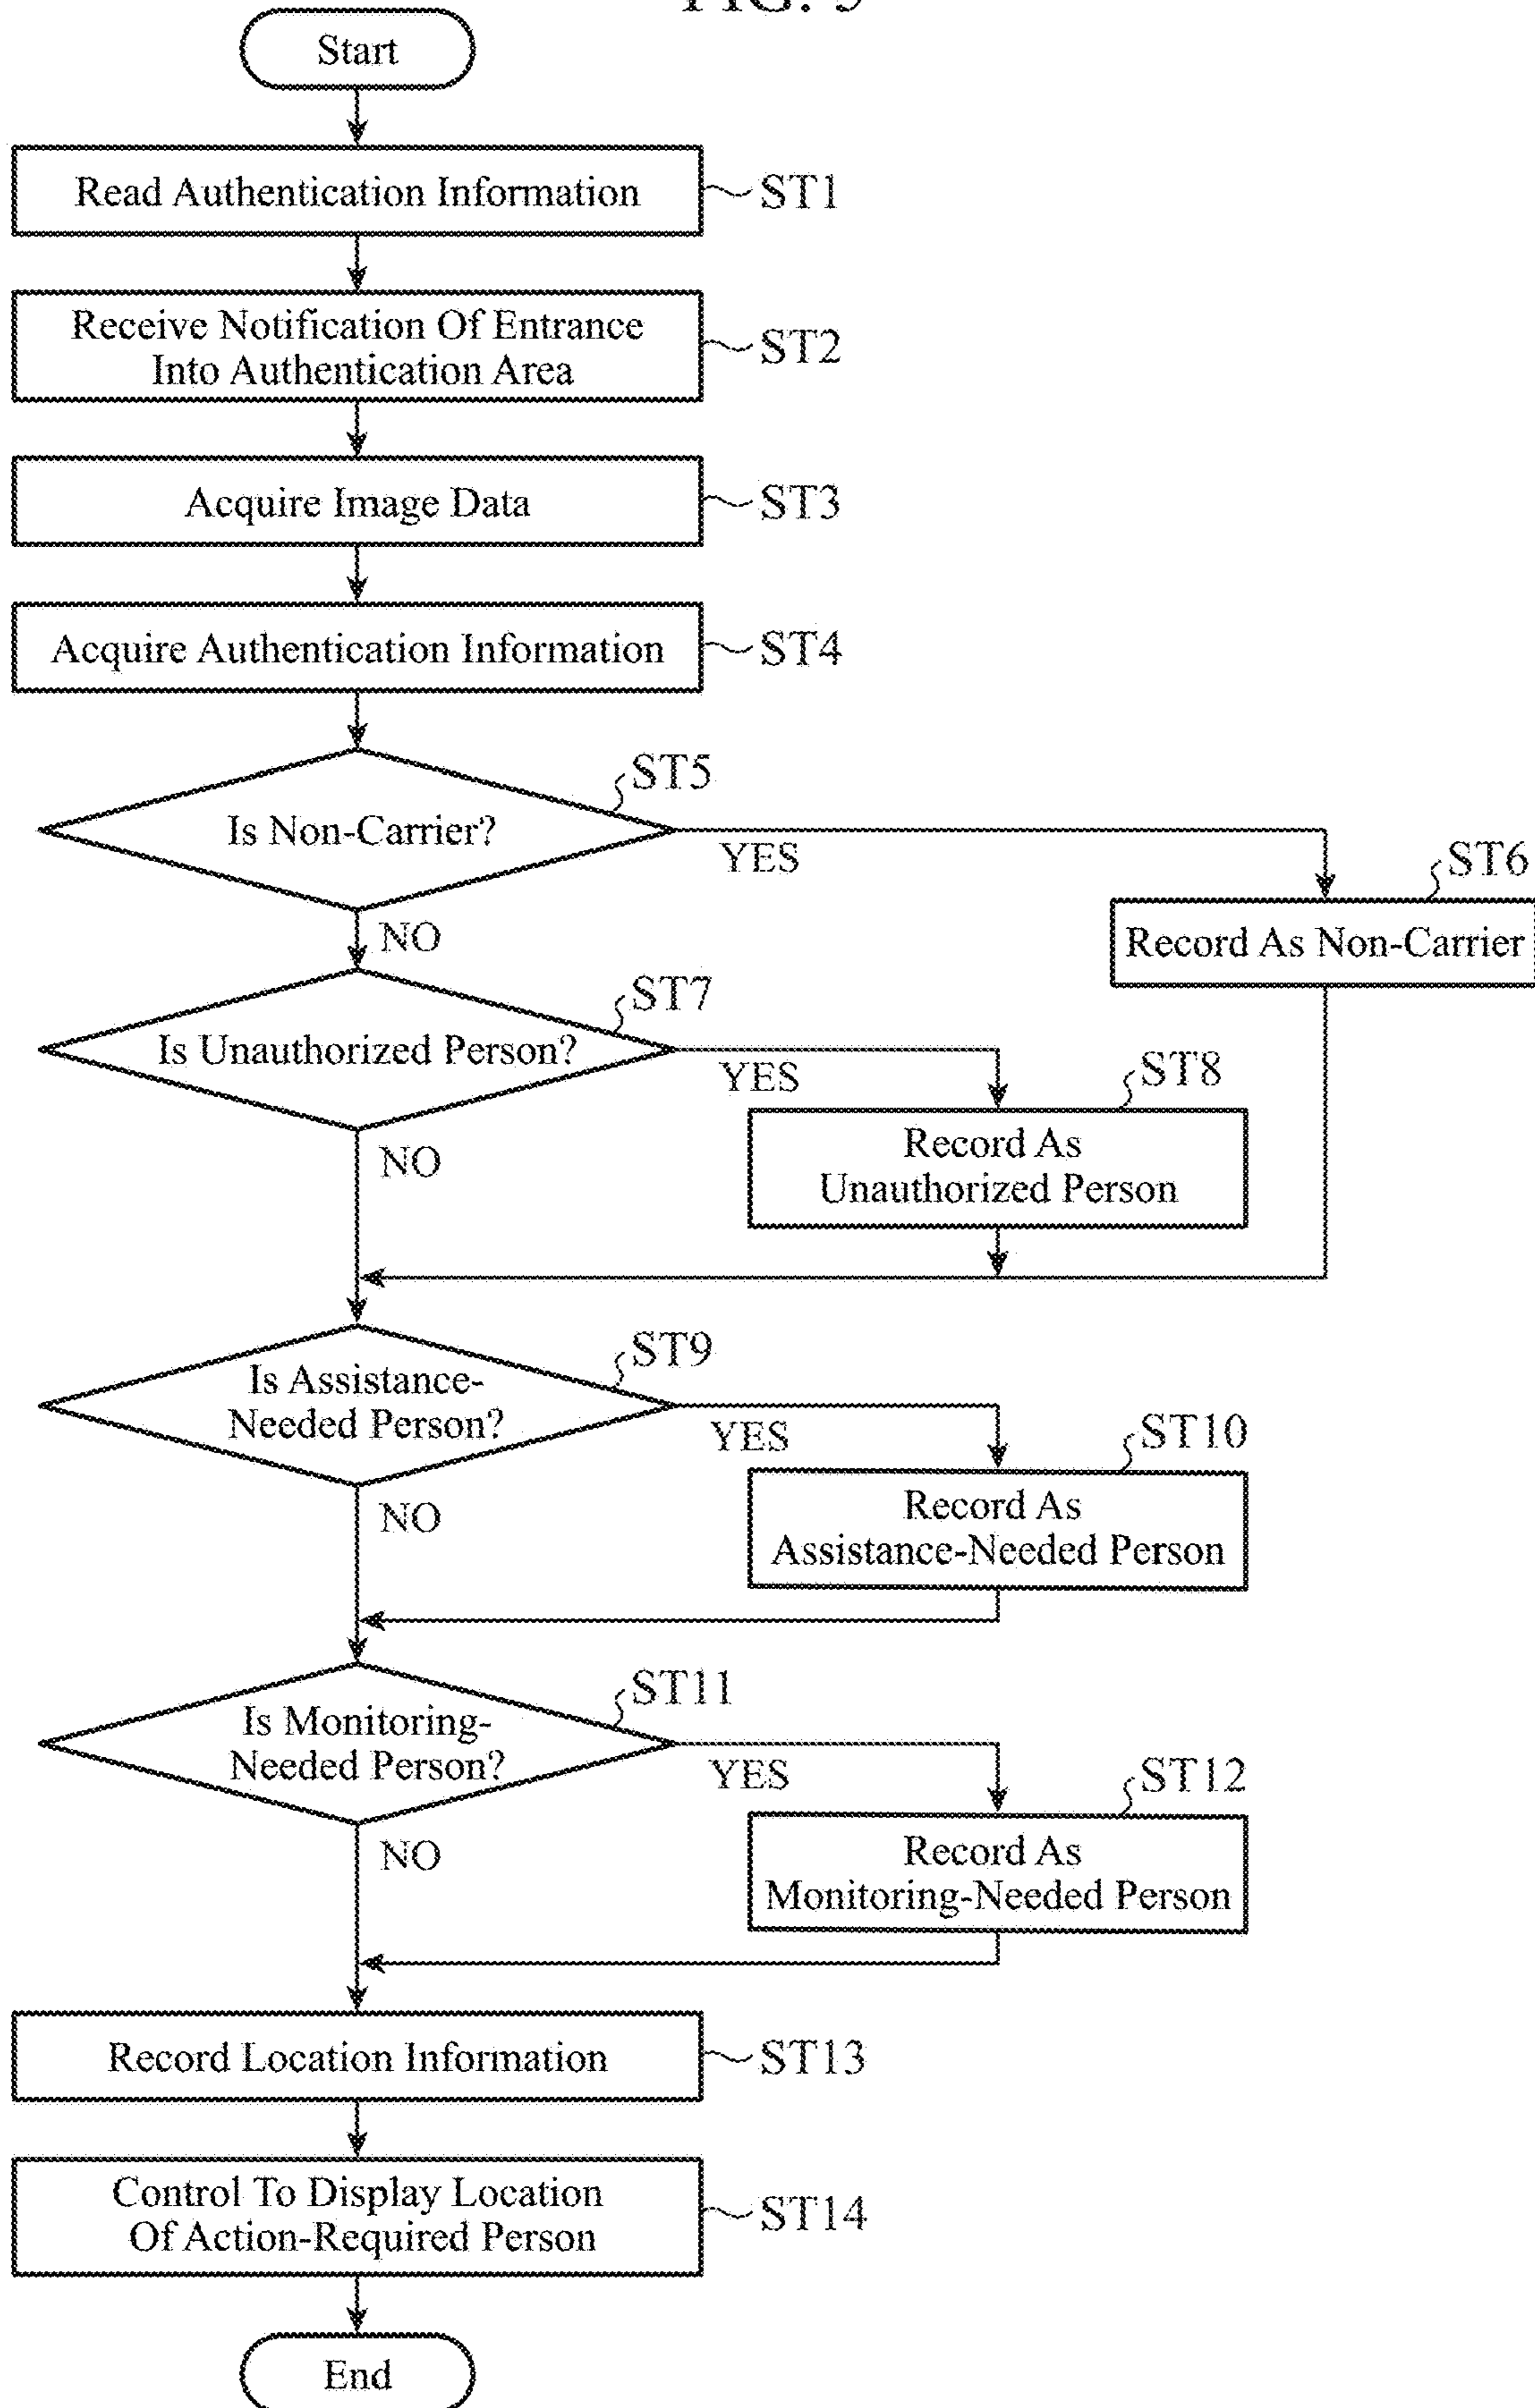 Start
Read Authentication Information
ST1
Receive Notification Of Entrance
Into Authentication Area
ST2
Acquire Image Data
ST3
Acquire Authentication Information
ST4
ST5
Is Non-Carrier?
YES
ST6
Record As Non-Carrier
NO
ST7
Is Unauthorized Person?
YES
ST8
Record As
Unauthorized Person
NO
ST9
Is Assistance-
Needed Person?
YES
ST10
Record As
Assistance-Needed Person
NO
ST11
Is Monitoring-
Needed Person?
YES
ST12
Record As
Monitoring-Needed Person
NO
Record Location Information
ST13
Control To Display Location
Of Action-Required Person
ST14
End